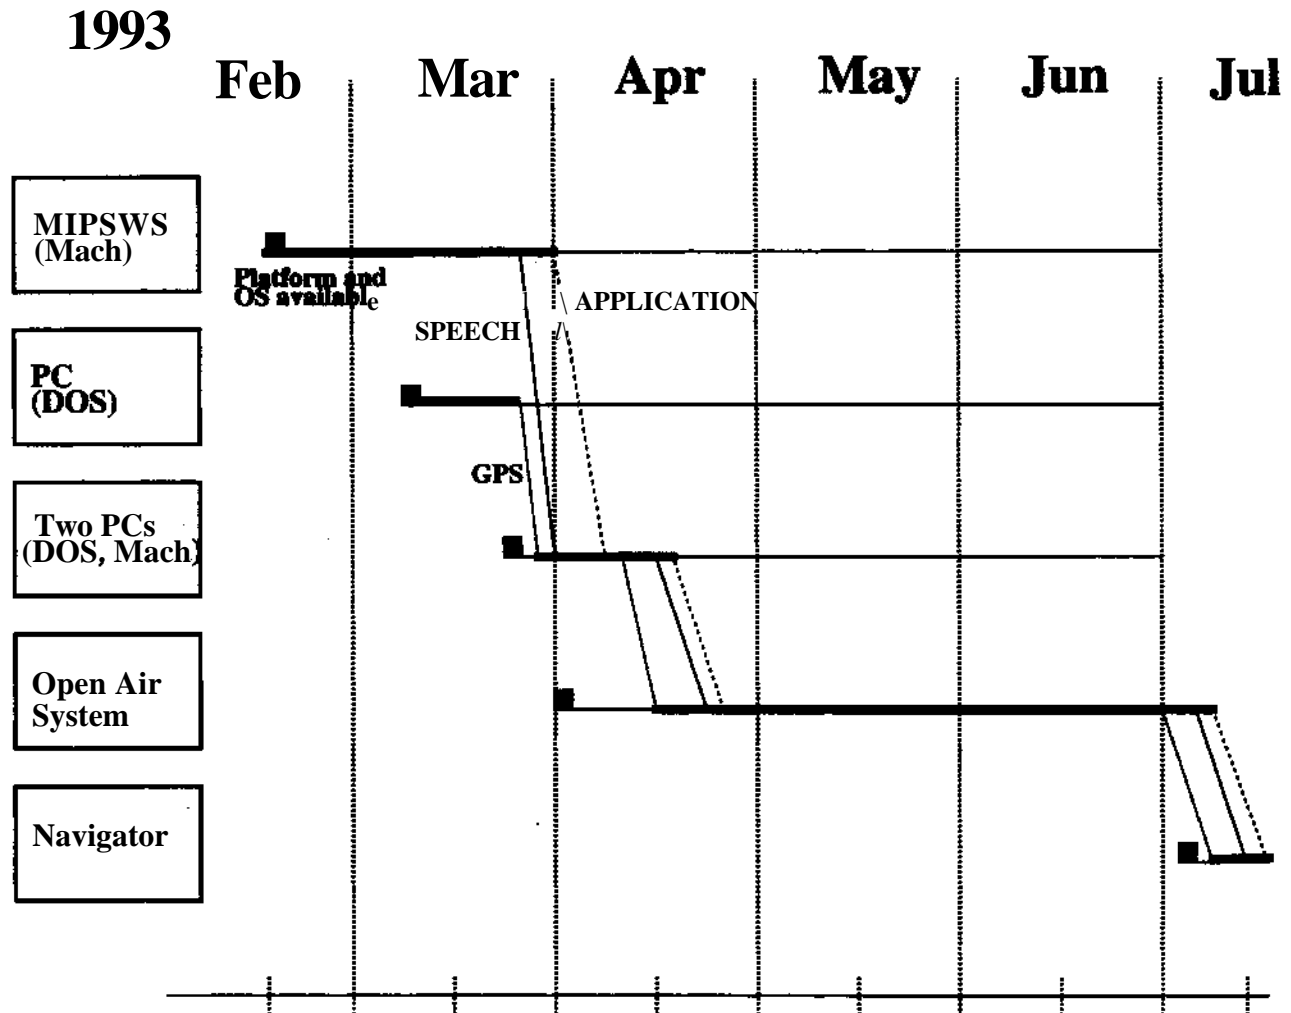 1993
Feb Mar Apr May Jun Jul
MIPSWS
(Mach)
Platform and
OS available
APPLICATION
SPEECH
PC
(DOS)
GPS
Two PCs
(DOS, Mach)
Open Air
System
Navigator